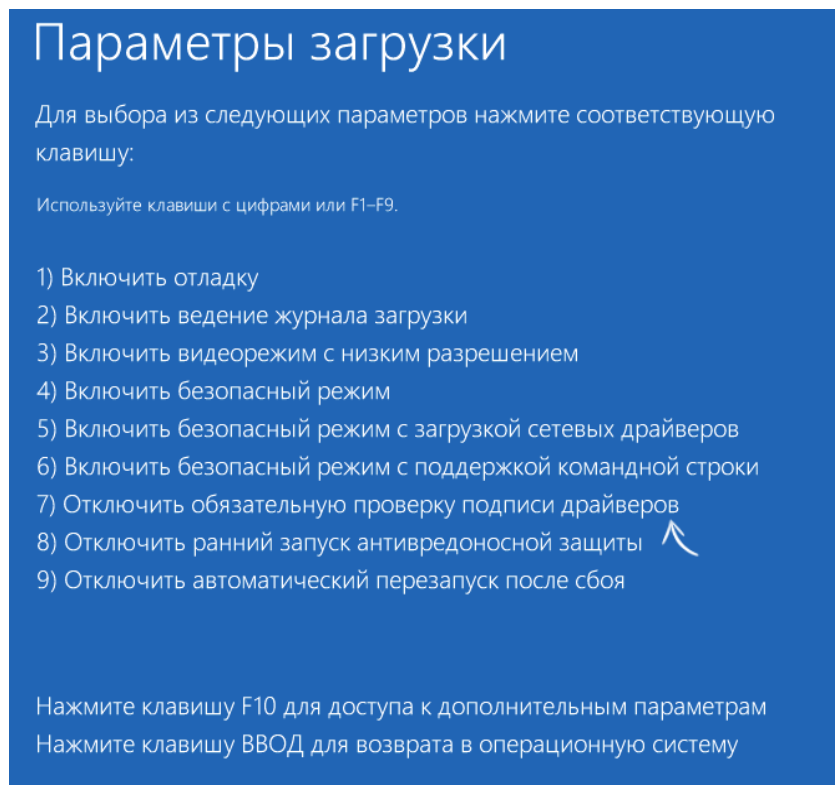 Параметры загрузки
Для выбора из следующих параметров нажмите соответствующую
клавишу:
Используйте клавиши с цифрами или F1–F9.
1) Включить отладку
2) Включить ведение журнала загрузки
3) Включить видеорежим с низким разрешением
4) Включить безопасный режим
5) Включить безопасный режим с загрузкой сетевых драйверов
6) Включить безопасный режим с поддержкой командной строки
7) Отключить обязательную проверку подписи драйверов
8) Отключить ранний запуск антивредоносной защиты
9) Отключить автоматический перезапуск после сбоя
Нажмите клавишу F10 для доступа к дополнительным параметрам
Нажмите клавишу ВВОД для возврата в операционную систему